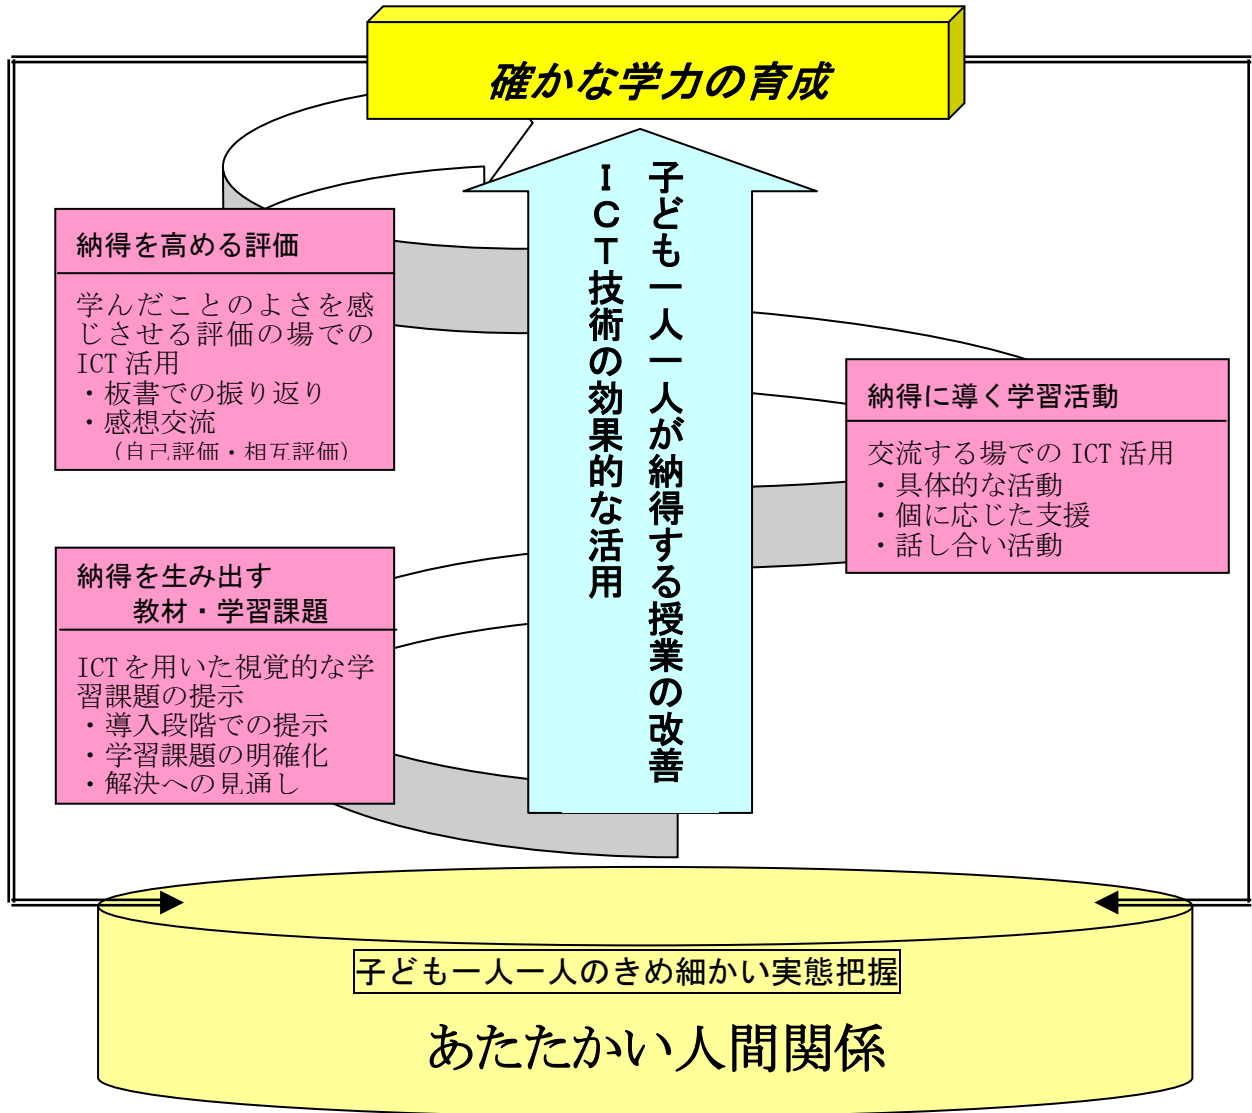 確かな学力の育成
子ども一人一人が納得する授業の改善
ICT技術の効果的な活用
納得を高める評価
学んだことのよさを感
じさせる評価の場での
ICT 活用
・板書での振り返り
・感想交流
(自己評価・相互評価)
納得に導く学習活動
交流する場での ICT 活用
・具体的な活動
・個に応じた支援
・話し合い活動
納得を生み出す
教材・学習課題
ICTを用いた視覚的な学
習課題の提示
・導入段階での提示
・学習課題の明確化
・解決への見通し
子ども一人一人のきめ細かい実態把握
あたたかい人間関係